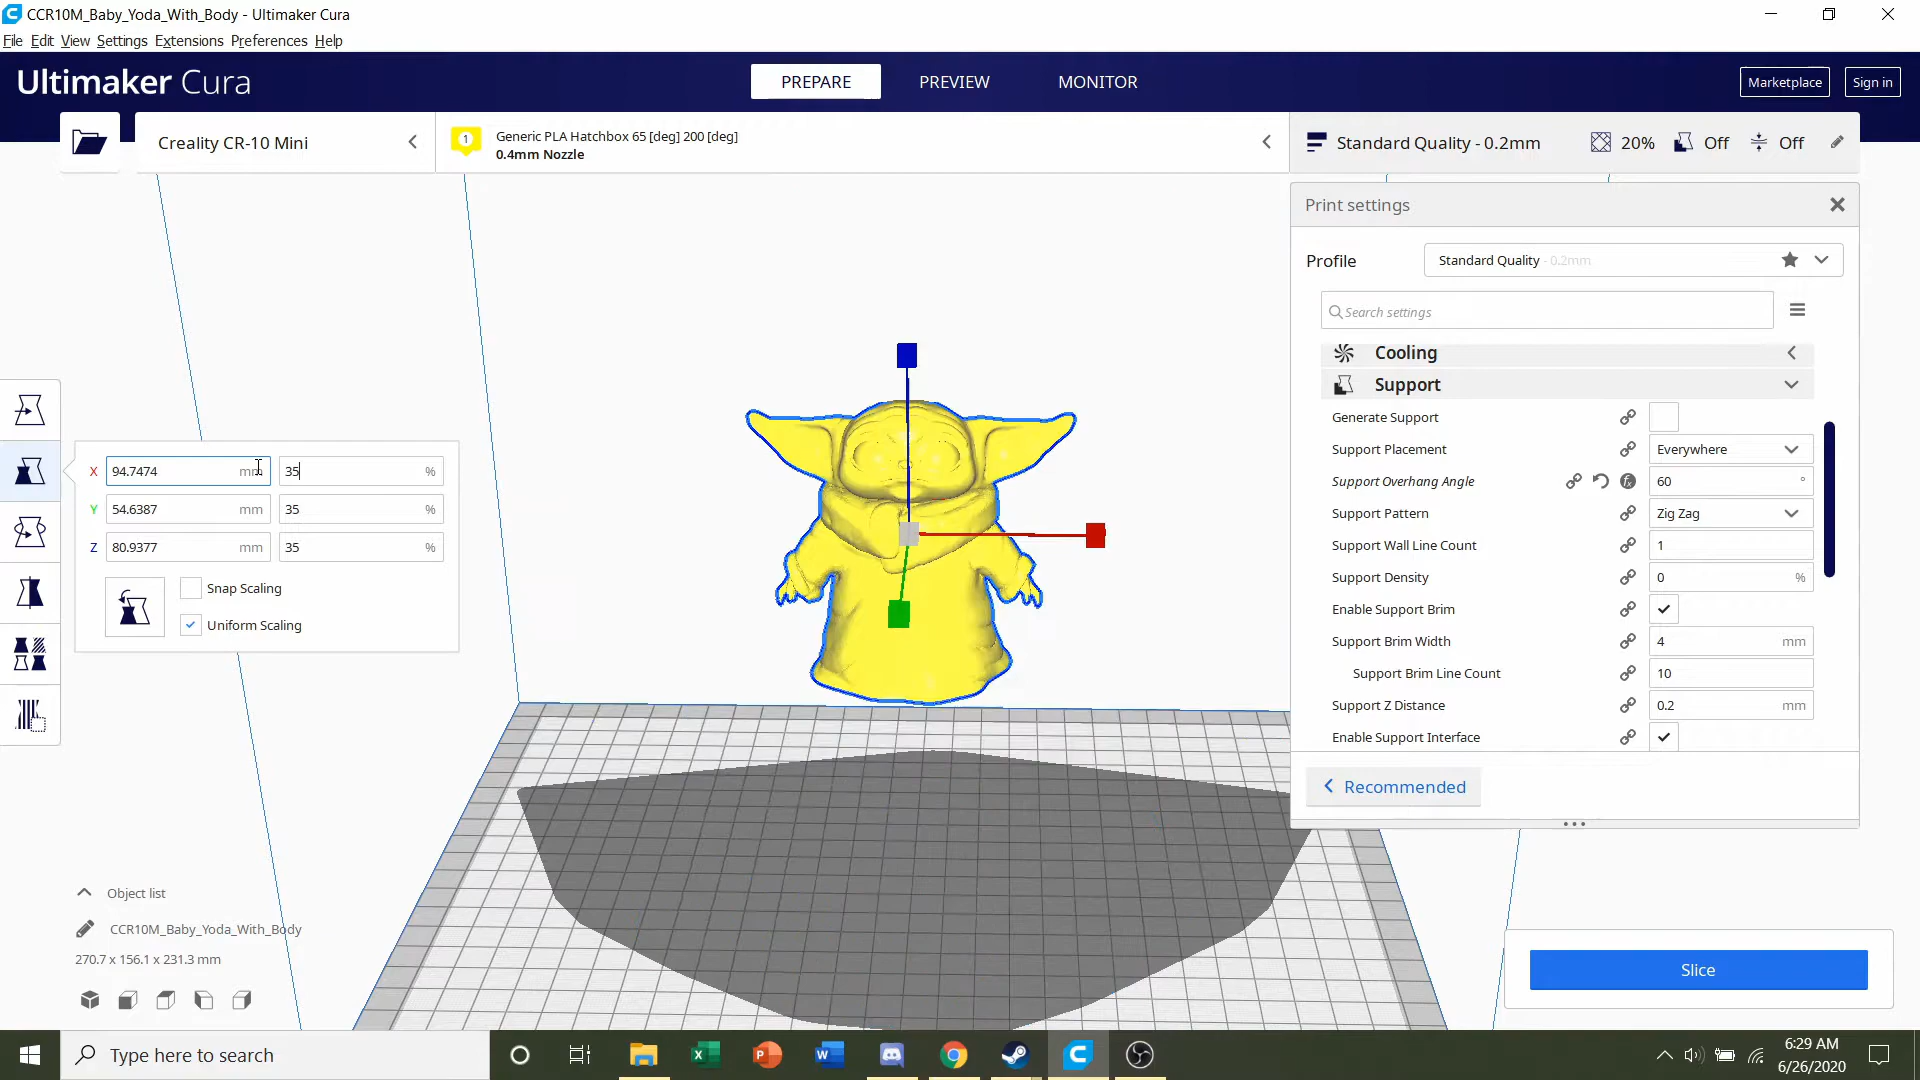 CCR10M_Baby_Yoda_With_Body - Ultimaker Cura
File Edit View Settings Extensions Preferences Help
Ultimaker Cura
PREPARE
PREVIEW
MONITOR
Marketplace
Sign in
Creality CR-10 Mini
1
Generic PLA Hatchbox 65 [deg] 200 [deg]
0.4mm Nozzle
Standard Quality - 0.2mm
20%
Off
Off
Print settings
Profile
Standard Quality - 0.2mm
Search settings
Cooling
Support
Generate Support
Support Placement
Everywhere
Support Overhang Angle
60 °
Support Pattern
Zig Zag
Support Wall Line Count
1
Support Density
0 %
Enable Support Brim
Support Brim Width
4 mm
Support Brim Line Count
10
Support Z Distance
0.2 mm
Enable Support Interface
Recommended
X 94.7474 mm 35 %
Y 54.6387 mm 35 %
Z 80.9377 mm 35 %
Snap Scaling
Uniform Scaling
Object list
CCR10M_Baby_Yoda_With_Body
270.7 x 156.1 x 231.3 mm
Slice
Type here to search
6:29 AM
6/26/2020